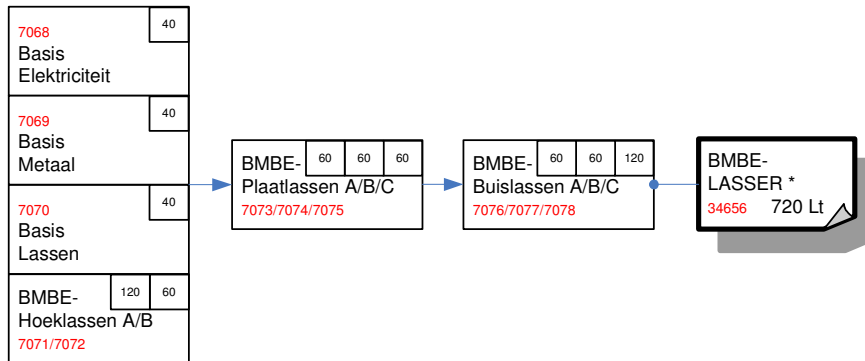 7068
40
Basis
Elektriciteit
7069
40
Basis
Metaal
7070
40
Basis
Lassen
BMBE-
120 60
Hoeklassen A/B
7071/7072
BMBE-
60 60 60
Plaatlassen A/B/C
7073/7074/7075
BMBE-
60 60 120
Buislassen A/B/C
7076/7077/7078
BMBE-
LASSER *
34656 720 Lt